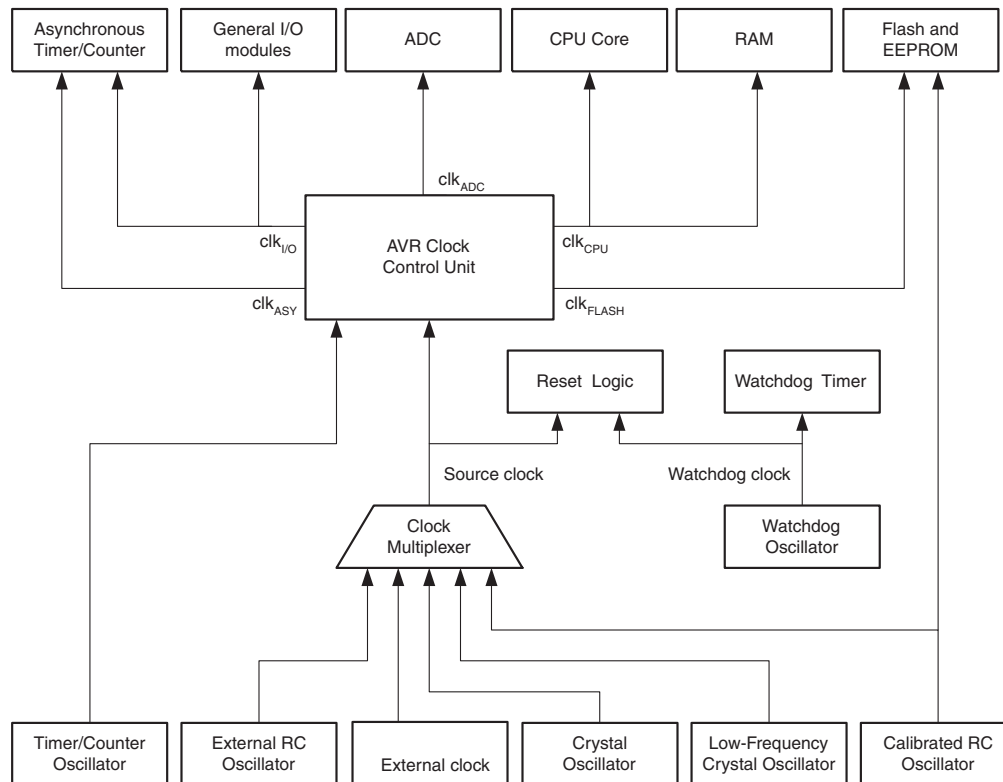 Asynchronous
Timer/Counter
General I/O
modules
ADC
CPU Core
RAM
Flash and
EEPROM
clkADC
clkI/O
AVR Clock
Control Unit
clkCPU
clkASY
clkFLASH
Reset Logic
Watchdog Timer
Source clock
Watchdog clock
Clock
Multiplexer
Watchdog
Oscillator
Timer/Counter
Oscillator
External RC
Oscillator
External clock
Crystal
Oscillator
Low-Frequency
Crystal Oscillator
Calibrated RC
Oscillator